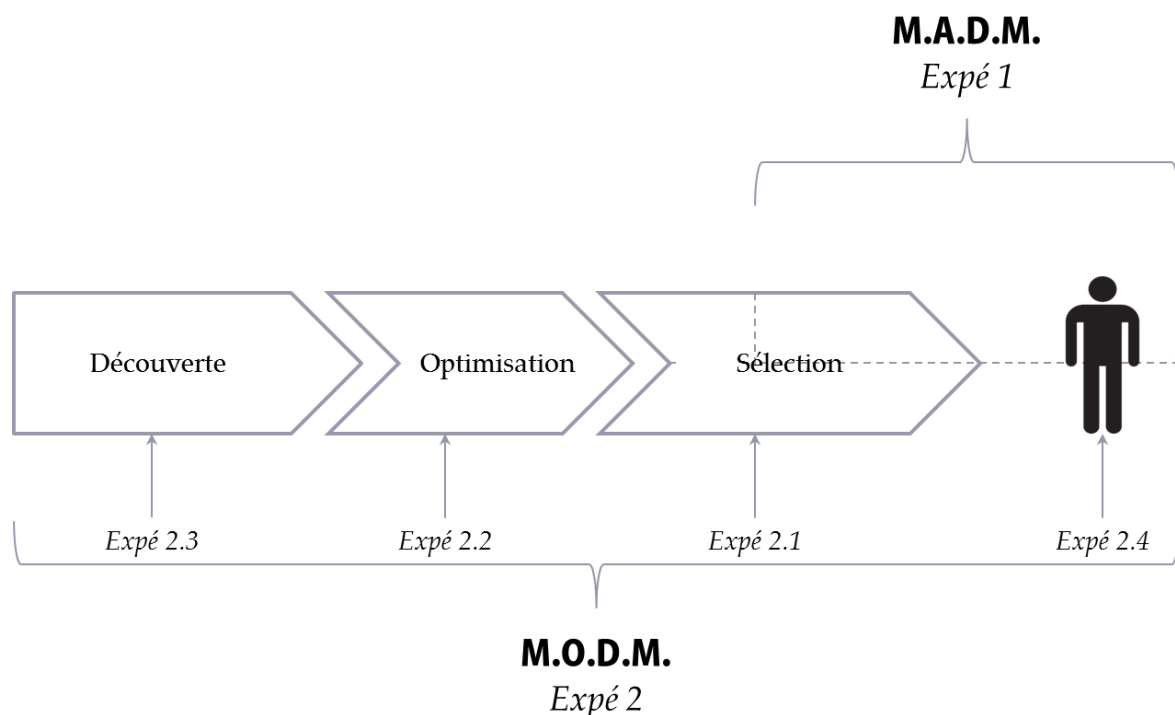 M.A.D.M.
Expé 1
Découverte
Optimisation
Sélection
Expé 2.3
Expé 2.2
Expé 2.1
Expé 2.4
M.O.D.M.
Expé 2